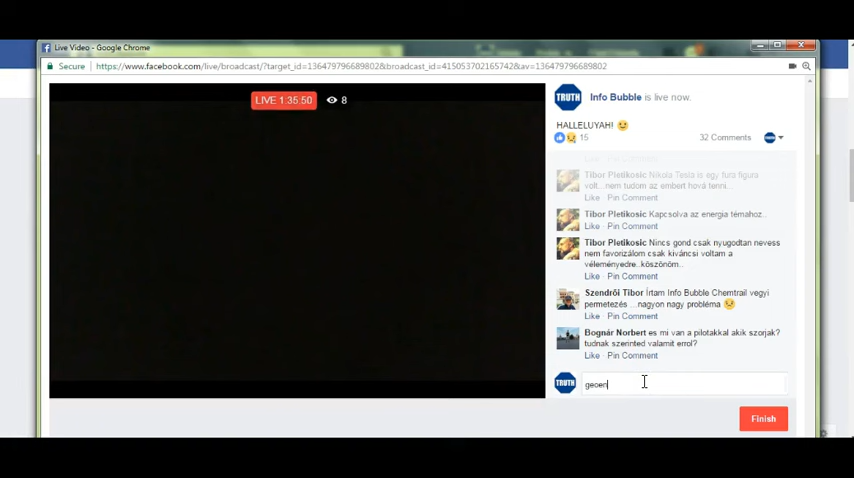 Live Video - Google Chrome
Secure https://www.facebook.com/live/broadcast/?target_id=136479796689802&broadcast_id=415053702165742&av=136479796689802
LIVE 1:35:50 8
TRUTH Info Bubble is live now.
HALLELUYAH!
15 32 Comments
Tibor Pletikosic Nikola Tesla is egy fura figura
volt...nem tudom az embert hová tenni...
Like · Pin Comment
Tibor Pletikosic Kapcsolva az energia témahoz..
Like · Pin Comment
Tibor Pletikosic Nincs gond csak nyugodtan nevess
nem favorizálom csak kiváncsi voltam a
véleményedre..köszönöm..
Like · Pin Comment
Szendrői Tibor Írtam Info Bubble Chemtrail vegyi
permetezés ...nagyon nagy probléma
Like · Pin Comment
Bognár Norbert es mi van a pilotakkal akik szorjak?
tudnak szerinted valamit errol?
Like · Pin Comment
TRUTH geoen
Finish